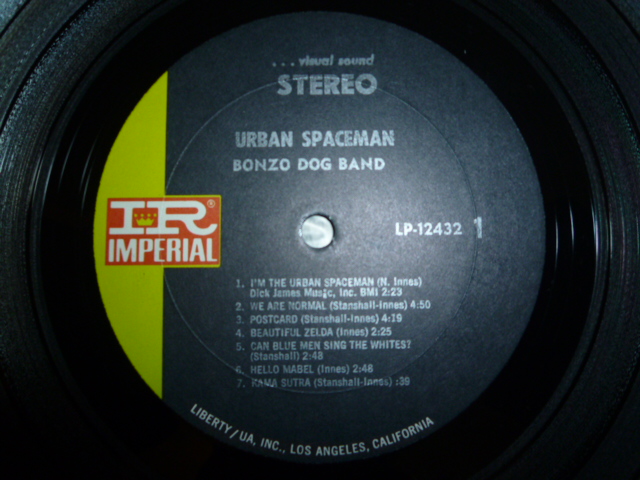 ... visual sound
STEREO
URBAN SPACEMAN
BONZO DOG BAND
IR®
IMPERIAL
LP-12432 1
1. I'M THE URBAN SPACEMAN (N. Innes)
Dick James Music, Inc. BMI 2:23
2. WE ARE NORMAL (Stanshall-Innes) 4:50
3. POSTCARD (Stanshall-Innes) 4:19
4. BEAUTIFUL ZELDA (Innes) 2:25
5. CAN BLUE MEN SING THE WHITES?
(Stanshall) 2:48
6. HELLO MABEL (Innes) 2:48
7. KAMA SUTRA (Stanshall-Innes) :39
LIBERTY/UA, INC., LOS ANGELES, CALIFORNIA